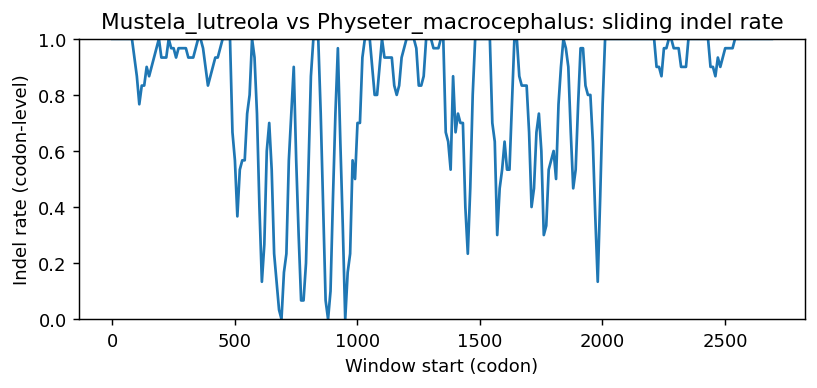 Mustela_lutreola vs Physeter_macrocephalus: sliding indel rate
Indel rate (codon-level)
1.0
0.8
0.6
0.4
0.2
0.0
0 500 1000 1500 2000 2500
Window start (codon)